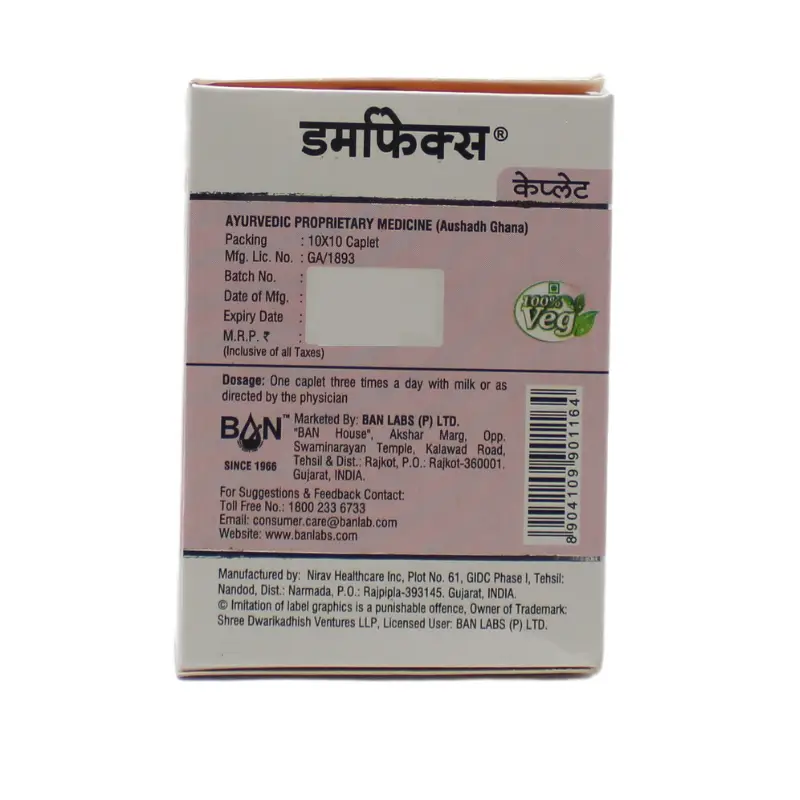 डर्माफिक्स®
केप्लेट
AYURVEDIC PROPRIETARY MEDICINE (Aushadh Ghana)
Packing : 10X10 Caplet
Mfg. Lic. No. : GA/1893
Batch No. :
Date of Mfg. :
Expiry Date :
M.R.P. ₹ :
(Inclusive of all Taxes)
100%
Veg
Dosage: One caplet three times a day with milk or as
directed by the physician
BAN™
SINCE 1966
Marketed By: BAN LABS (P) LTD.
"BAN House", Akshar Marg, Opp.
Swaminarayan Temple, Kalawad Road,
Tehsil & Dist.: Rajkot, P.O.: Rajkot-360001.
Gujarat, INDIA.
For Suggestions & Feedback Contact:
Toll Free No.: 1800 233 6733
Email: consumer.care@banlab.com
Website: www.banlabs.com
8904109901164
Manufactured by: Nirav Healthcare Inc, Plot No. 61, GIDC Phase I, Tehsil:
Nandod, Dist.: Narmada, P.O.: Rajpipla-393145. Gujarat, INDIA.
© Imitation of label graphics is a punishable offence, Owner of Trademark:
Shree Dwarikadhish Ventures LLP, Licensed User: BAN LABS (P) LTD.